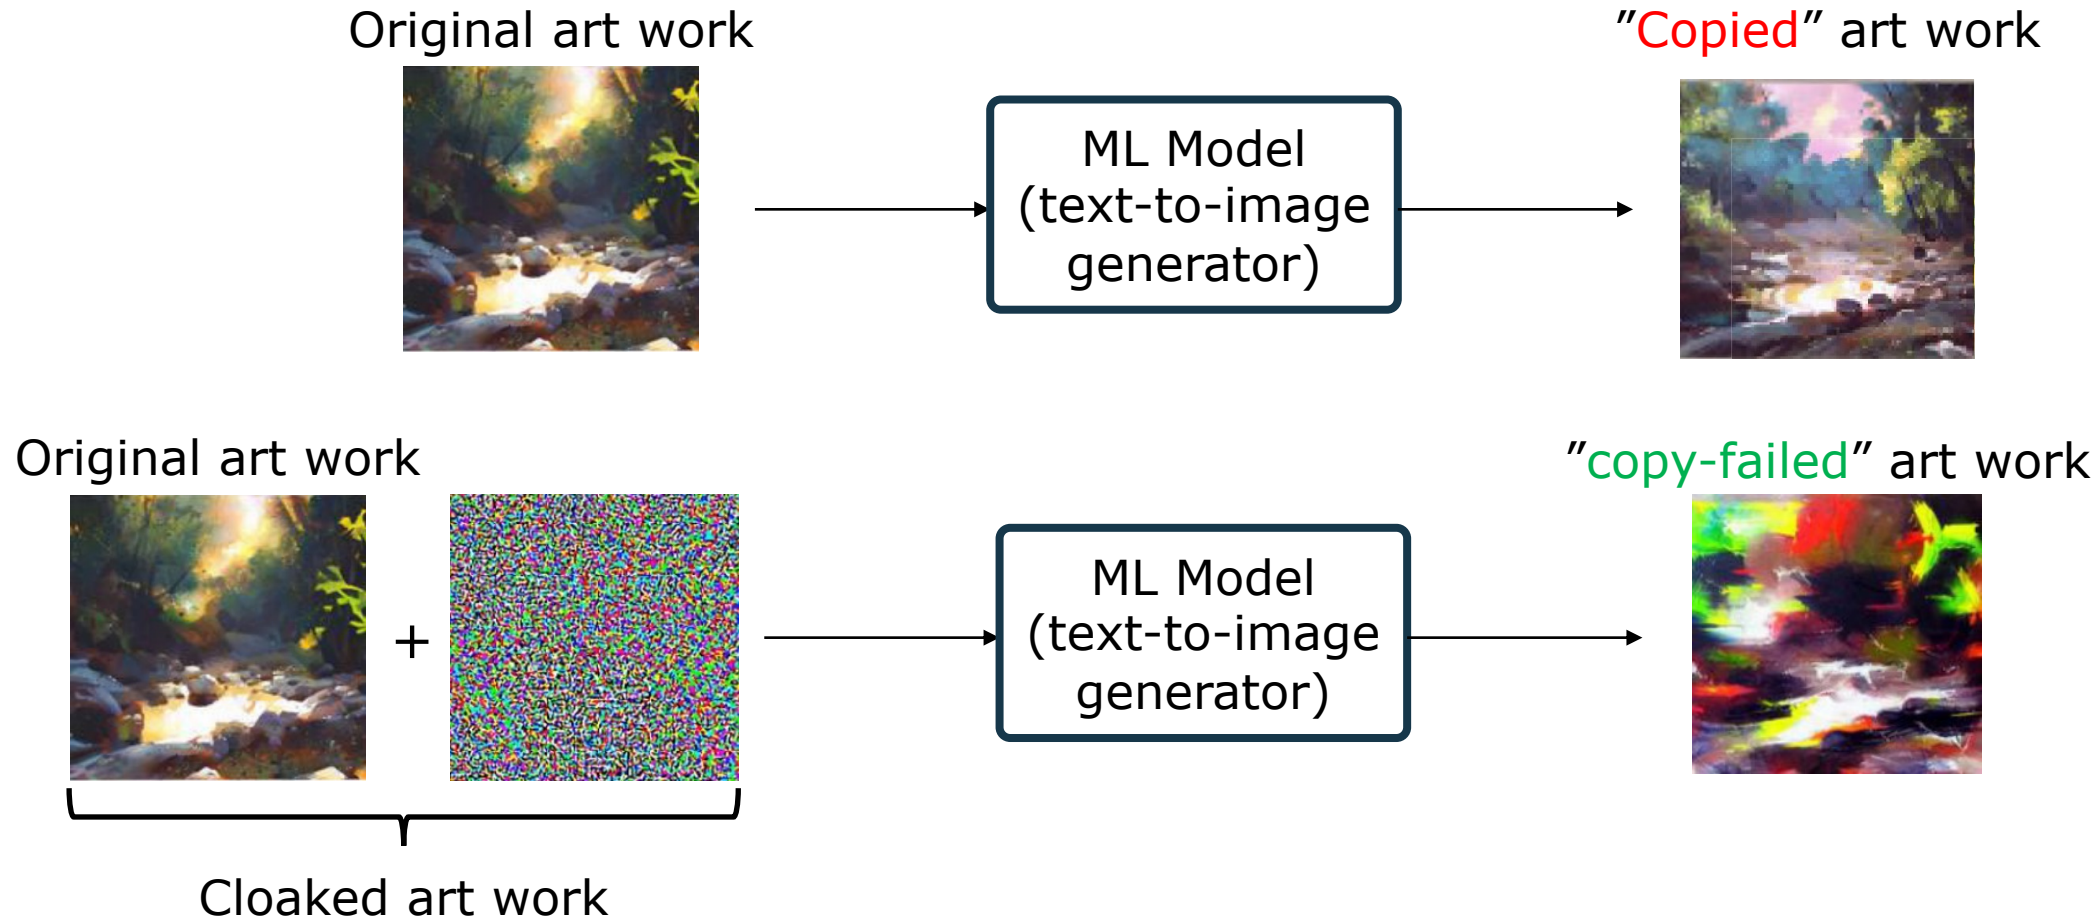 Original art work
”Copied” art work
ML Model
(text-to-image
generator)
Original art work
”copy-failed” art work
+
ML Model
(text-to-image
generator)
Cloaked art work